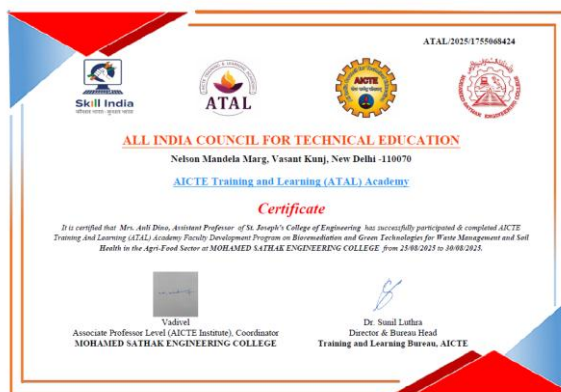 ATAL/2025/1755068424
Skill India
कौशल भारत - कुशल भारत
ATAL
AICTE
ALL INDIA COUNCIL FOR TECHNICAL EDUCATION
Nelson Mandela Marg, Vasant Kunj, New Delhi -110070
AICTE Training and Learning (ATAL) Academy
Certificate
It is certified that Mrs. Anli Dino, Assistant Professor of St. Joseph's College of Engineering has successfully participated & completed AICTE
Training And Learning (ATAL) Academy Faculty Development Program on Bioremediation and Green Technologies for Waste Management and Soil
Health in the Agri-Food Sector at MOHAMED SATHAK ENGINEERING COLLEGE from 25/08/2025 to 30/08/2025.
Vadivel
Associate Professor Level (AICTE Institute), Coordinator
MOHAMED SATHAK ENGINEERING COLLEGE
Dr. Sunil Luthra
Director & Bureau Head
Training and Learning Bureau, AICTE